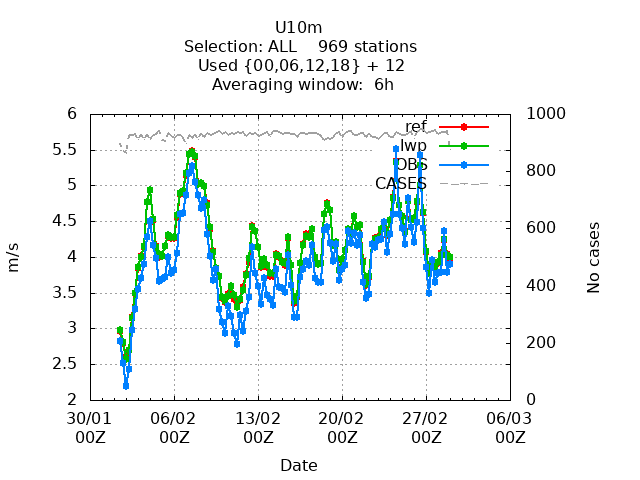 U10m
Selection: ALL    969 stations
Used {00,06,12,18} + 12
Averaging window:  6h
ref
lwp
OBS
CASES
6
5.5
5
4.5
4
3.5
3
2.5
2
1000
800
600
400
200
0
m/s
No cases
30/01 06/02 13/02 20/02 27/02 06/03
00Z 00Z 00Z 00Z 00Z 00Z
Date